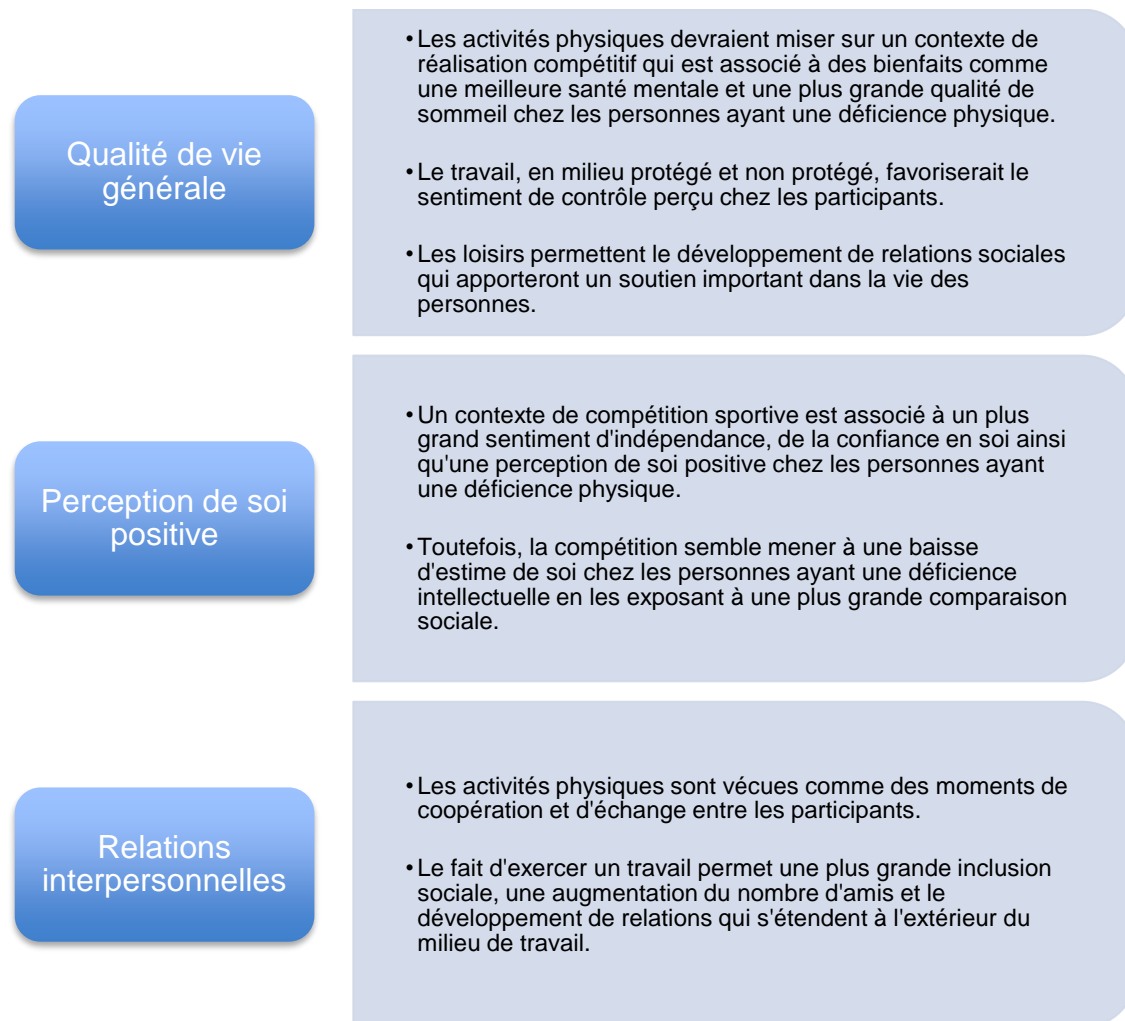 Qualité de vie
générale
•Les activités physiques devraient miser sur un contexte de
réalisation compétitif qui est associé à des bienfaits comme
une meilleure santé mentale et une plus grande qualité de
sommeil chez les personnes ayant une déficience physique.
•Le travail, en milieu protégé et non protégé, favoriserait le
sentiment de contrôle perçu chez les participants.
•Les loisirs permettent le développement de relations sociales
qui apporteront un soutien important dans la vie des
personnes.
Perception de soi
positive
•Un contexte de compétition sportive est associé à un plus
grand sentiment d'indépendance, de la confiance en soi ainsi
qu'une perception de soi positive chez les personnes ayant
une déficience physique.
•Toutefois, la compétition semble mener à une baisse
d'estime de soi chez les personnes ayant une déficience
intellectuelle en les exposant à une plus grande comparaison
sociale.
Relations
interpersonnelles
•Les activités physiques sont vécues comme des moments de
coopération et d'échange entre les participants.
•Le fait d'exercer un travail permet une plus grande inclusion
sociale, une augmentation du nombre d'amis et le
développement de relations qui s'étendent à l'extérieur du
milieu de travail.